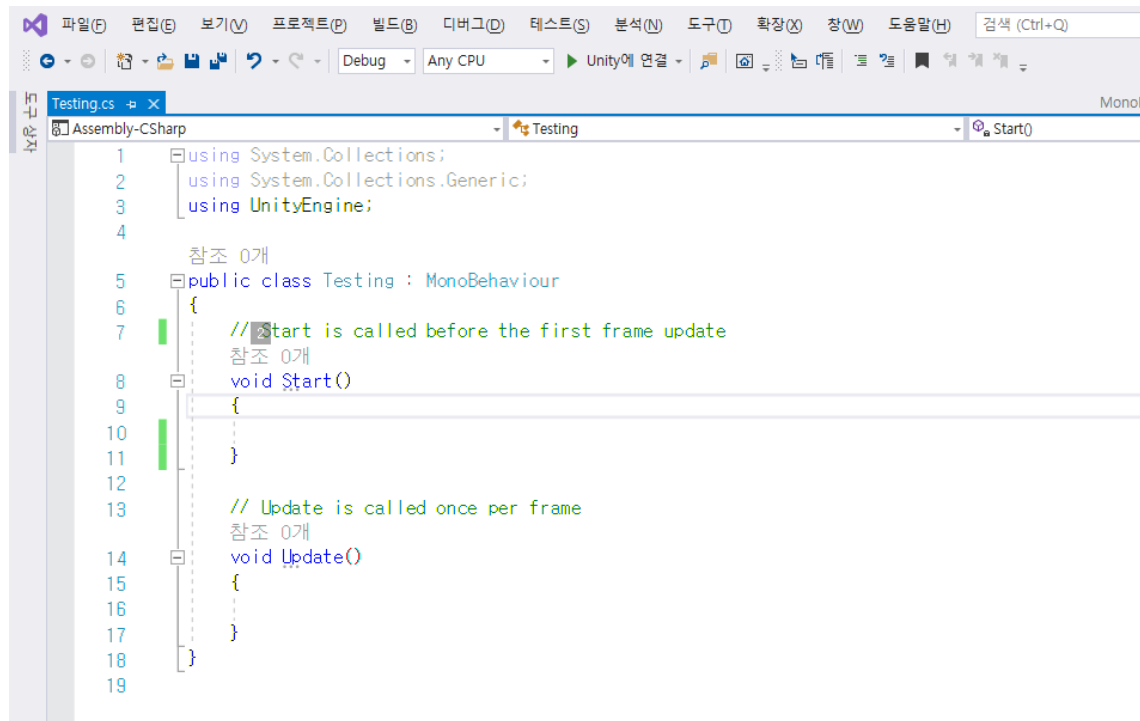 파일(F) 편집(E) 보기(V) 프로젝트(P) 빌드(B) 디버그(D) 테스트(S) 분석(N) 도구(T) 확장(X) 창(W) 도움말(H) 검색 (Ctrl+Q)
Debug Any CPU Unity에 연결
도구 상자
Testing.cs
Assembly-CSharp Testing Start()
1 using System.Collections;
2 using System.Collections.Generic;
3 using UnityEngine;
4
참조 0개
5 public class Testing : MonoBehaviour
6 {
7 // Start is called before the first frame update
참조 0개
8 void Start()
9 {
10
11 }
12
13 // Update is called once per frame
참조 0개
14 void Update()
15 {
16
17 }
18 }
19